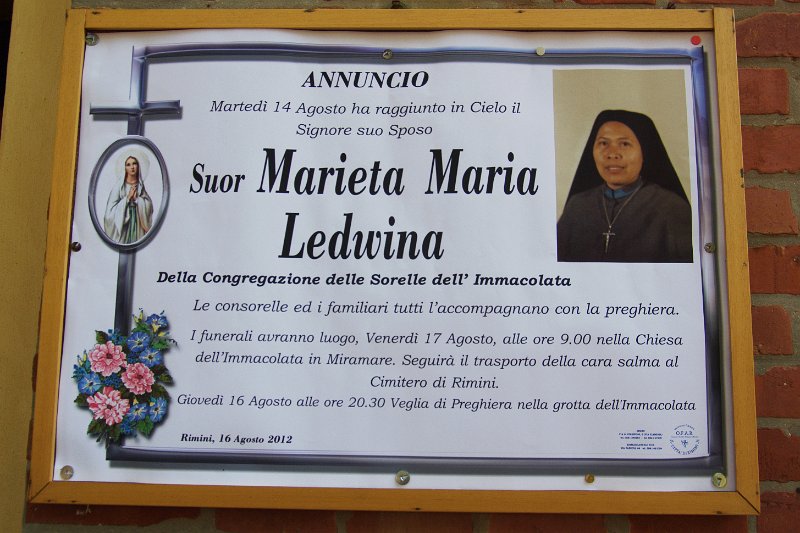 ANNUNCIO
Martedì 14 Agosto ha raggiunto in Cielo il
Signore suo Sposo
Suor Marieta Maria
Ledwina
Della Congregazione delle Sorelle dell' Immacolata
Le consorelle ed i familiari tutti l'accompagnano con la preghiera.
I funerali avranno luogo, Venerdì 17 Agosto, alle ore 9.00 nella Chiesa
dell'Immacolata in Miramare. Seguirà il trasporto della cara salma al
Cimitero di Rimini.
Giovedì 16 Agosto alle ore 20.30 Veglia di Preghiera nella grotta dell'Immacolata
Rimini, 16 Agosto 2012
O.F.A.R.